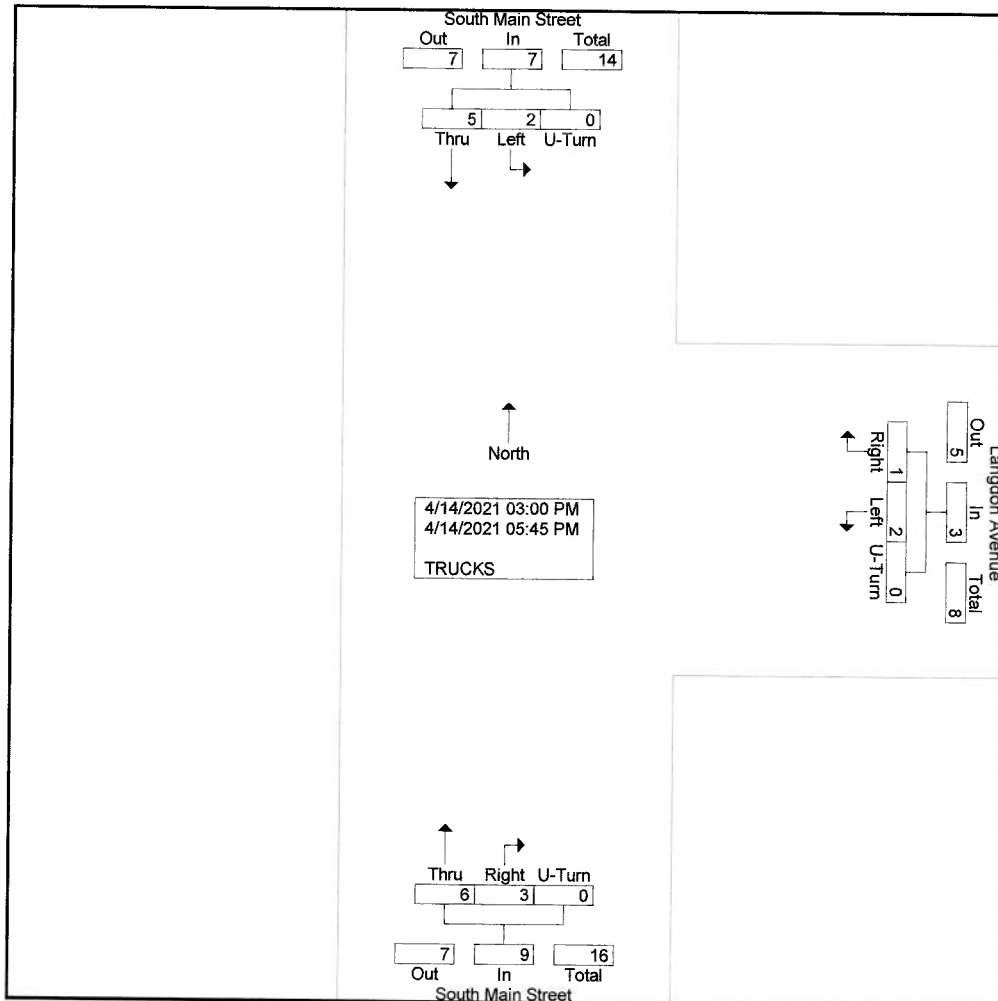 South Main Street
Out In Total
7 7 14
5 2 0
Thru Left U-Turn
North
4/14/2021 03:00 PM
4/14/2021 05:45 PM
TRUCKS
Langdon Avenue
Out In Total
5 3 8
1 2 0
Right Left U-Turn
Thru Right U-Turn
6 3 0
7 9 16
Out In Total
South Main Street